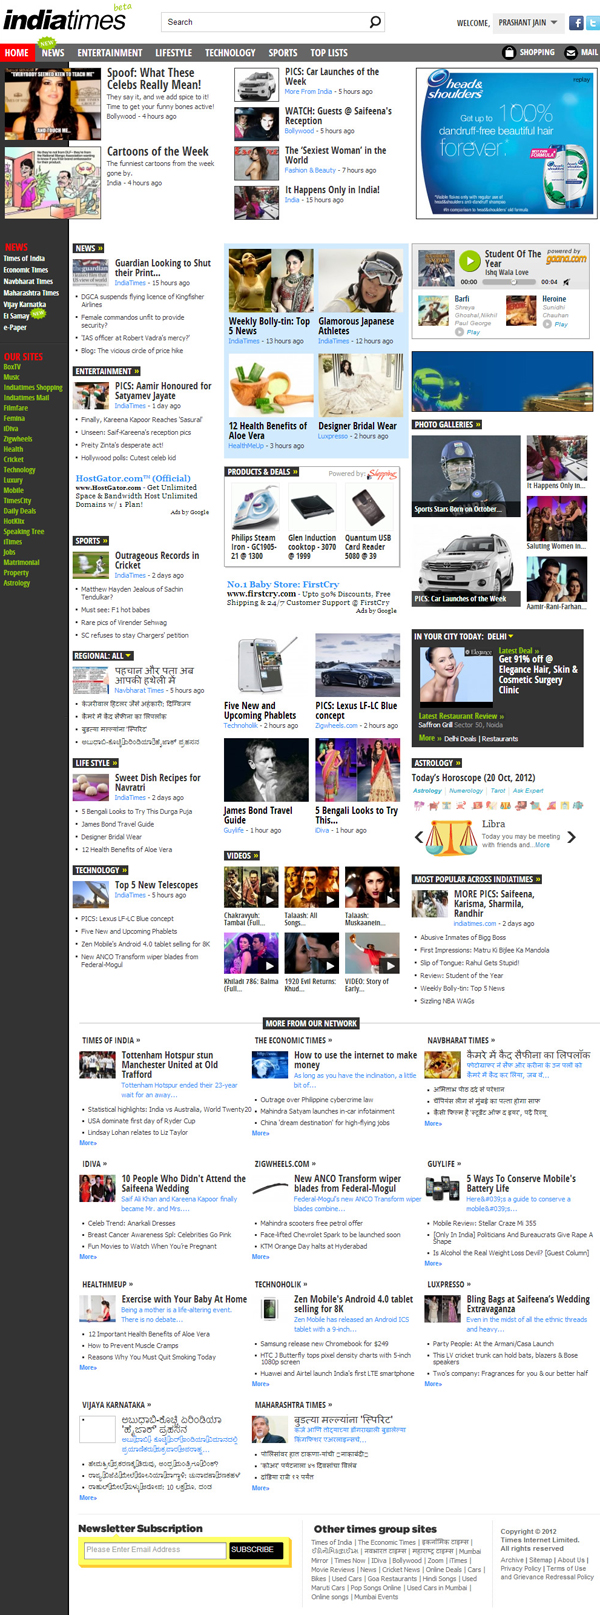 indiatimes beta
Search
WELCOME, PRASHANT JAIN
HOME NEWS ENTERTAINMENT LIFESTYLE TECHNOLOGY SPORTS TOP LISTS SHOPPING MAIL
NEW
Spoof: What These
Celebs Really Mean!
They say it, and we add spice to it!
Time to get your funny bones active!
Bollywood - 4 hours ago
Cartoons of the Week
The funniest cartoons from the week
gone by.
India - 4 hours ago
PICS: Car Launches of the
Week
More From India - 5 hours ago
WATCH: Guests @ Saifeena's
Reception
Bollywood - 5 hours ago
The 'Sexiest Woman' in the
World
Fashion & Beauty - 7 hours ago
It Happens Only in India!
India - 15 hours ago
replay
head&
shoulders
Get up to 100%
dandruff-free beautiful hair
forever.
NEWS
Times of India
Economic Times
Navbharat Times
Maharashtra Times
Vijay Karnatka
Ei Samay NEW
e-Paper
OUR SITES
BoxTV
Music
Indiatimes Shopping
Indiatimes Mail
Filmfare
Femina
iDiva
Zigwheels
Health
Cricket
Technology
Luxury
Mobile
TimesCity
Daily Deals
HotKlix
Speaking Tree
iTimes
Jobs
Matrimonial
Property
Astrology
NEWS »
Guardian Looking to Shut
their Print...
IndiaTimes - 15 hours ago
DGCA suspends flying licence of Kingfisher
Airlines
Female commandos unfit to provide
security?
'IAS officer at Robert Vadra's mercy?'
Blog: The vicious circle of price hike
ENTERTAINMENT »
PICS: Aamir Honoured for
Satyamev Jayate
IndiaTimes - 1 day ago
Finally, Kareena Kapoor Reaches 'Sasural'
Unseen: Saif-Kareena's reception pics
Preity Zinta's desperate act!
Hollywood polls: Cutest celeb kid
HostGator.com™ (Official)
www.HostGator.com - Get Unlimited
Space & Bandwidth Host Unlimited
Domains w/ 1 Plan!
Ads by Google
SPORTS »
Outrageous Records in
Cricket
IndiaTimes - 2 days ago
Matthew Hayden Jealous of Sachin
Tendulkar?
Must see: F1 hot babes
Rare pics of Virender Sehwag
SC refuses to stay Chargers' petition
REGIONAL: ALL
पहचान और पता अब
आपकी हथेली में
Navbharat Times - 5 hours ago
LIFE STYLE »
Sweet Dish Recipes for
Navratri
IndiaTimes - 2 days ago
5 Bengali Looks to Try This Durga Puja
James Bond Travel Guide
Designer Bridal Wear
12 Health Benefits of Aloe Vera
TECHNOLOGY »
Top 5 New Telescopes
IndiaTimes - 5 hours ago
PICS: Lexus LF-LC Blue concept
Five New and Upcoming Phablets
Zen Mobile's Android 4.0 tablet selling for 8K
New ANCO Transform wiper blades from
Federal-Mogul
Weekly Bolly-tin: Top
5 News
IndiaTimes - 13 hours ago
Glamorous Japanese
Athletes
IndiaTimes - 12 hours ago
12 Health Benefits of
Aloe Vera
HealthMeUp - 3 hours ago
Designer Bridal Wear
Luxpresso - 2 hours ago
PRODUCTS & DEALS »
Powered by: Shopping
Philips Steam
Iron - GC1905-
21 @ 1300
Glen Induction
cooktop - 3070
@ 1999
Quantum USB
Card Reader
5080 @ 39
No.1 Baby Store: FirstCry
www.firstcry.com - Upto 50% Discounts, Free
Shipping & 24/7 Customer Support @ FirstCry
Ads by Google
Five New and
Upcoming Phablets
Technoholik - 2 hours ago
PICS: Lexus LF-LC Blue
concept
Zigwheels.com - 2 hours ago
James Bond Travel
Guide
Guylife - 1 hour ago
5 Bengali Looks to Try
This...
iDiva - 1 hour ago
VIDEOS »
Chakravyuh:
Tambai (Full...
Talaash: All
Songs...
Talaash:
Muskaanein...
Khiladi 786: Balma
(Full...
1920 Evil Returns:
Khud...
VIDEO: Story of
Early...
Student Of The
Year
Ishq Wala Love
powered by
gaana.com
00:00 00:04
Barfi
Shreya
Ghoshal,Nikhil
Paul George
Play
Heroine
Sunidhi
Chauhan
Play
PHOTO GALLERIES »
Sports Stars Born on October...
PICS: Car Launches of the Week
It Happens Only in...
Saluting Women in...
Aamir-Rani-Farhan...
IN YOUR CITY TODAY: DELHI
Latest Deal »
Get 91% off @
Elegance Hair, Skin &
Cosmetic Surgery
Clinic
Latest Restaurant Review »
Saffron Grill Sector 50, Noida
More » Delhi Deals | Restaurants
ASTROLOGY »
Today's Horoscope (20 Oct, 2012)
Astrology Numerology Tarot Ask Expert
Libra
Today you may be meeting
with friends and...More
MOST POPULAR ACROSS INDIATIMES »
MORE PICS: Saifeena,
Karisma, Sharmila,
Randhir
indiatimes.com - 2 days ago
Abusive Inmates of Bigg Boss
First Impressions: Matru Ki Bijlee Ka Mandola
Slip of Tongue: Rahul Gets Stupid!
Review: Student of the Year
Weekly Bolly-tin: Top 5 News
Sizzling NBA WAGs
MORE FROM OUR NETWORK
TIMES OF INDIA »
Tottenham Hotspur stun
Manchester United at Old
Trafford
Tottenham Hotspur ended their 23-year
wait for an away...
Statistical highlights: India vs Australia, World Twenty20
USA dominate first day of Ryder Cup
Lindsay Lohan relates to Liz Taylor
More»
THE ECONOMIC TIMES »
How to use the internet to make
money
As long as you have the inclination, a little
bit of...
Outrage over Philippine cybercrime law
Mahindra Satyam launches in-car infotainment
China 'dream destination' for high-flying jobs
More»
NAVBHARAT TIMES »
कैमरे में कैद सैफीना का लिपलॉक
More»
IDIVA »
10 People Who Didn't Attend the
Saifeena Wedding
Saif Ali Khan and Kareena Kapoor finally
became Mr. and Mrs....
Celeb Trend: Anarkali Dresses
Breast Cancer Awareness Spl: Celebrities Go Pink
Fun Movies to Watch When You're Pregnant
More»
ZIGWHEELS.COM »
New ANCO Transform wiper
blades from Federal-Mogul
Federal-Mogul's new ANCO Transform wiper
blades combine...
Mahindra scooters free petrol offer
Face-lifted Chevrolet Spark to be launched soon
KTM Orange Day halts at Hyderabad
More»
GUYLIFE »
5 Ways To Conserve Mobile's
Battery Life
Here&#039;s a guide to conserve a
mobile&#039;s...
Mobile Review: Stellar Craze Mi 355
[Only In India] Politicians And Bureaucrats Give Rape A
Shape
Is Alcohol the Real Weight Loss Devil? [Guest Column]
More»
HEALTHMEUP »
Exercise with Your Baby At Home
Being a mother is a life-altering event.
There is no debate...
12 Important Health Benefits of Aloe Vera
How to Prevent Muscle Cramps
Reasons Why You Must Quit Smoking Today
More»
TECHNOHOLIK »
Zen Mobile's Android 4.0 tablet
selling for 8K
Zen Mobile has released an Android ICS
tablet with a 9-inch...
Samsung release new Chromebook for $249
HTC J Butterfly tops pixel density charts with 5-inch
1080p screen
Huawei and Airtel launch India's first LTE smartphone
More»
LUXPRESSO »
Bling Bags at Saifeena's Wedding
Extravaganza
Even in the midst of all the ethnic threads
and heavy...
Party People: At the Armani/Casa Launch
This LV cricket trunk can hold bats, blazers & Bose
speakers
Two's company: Fragrances for you & our better half
More»
VIJAYA KARNATAKA »
More»
MAHARASHTRA TIMES »
बुडत्या मल्ल्यांना 'स्पिरिट'
More»
Newsletter Subscription
Please Enter Email Address SUBSCRIBE
Other times group sites
Times of India | The Economic Times |
Mumbai
Mirror | Times Now | IDiva | Bollywood | Zoom | iTimes |
Movie Reviews | News | Cricket News | Online Deals | Cars |
Bikes | Used Cars | Goa Restaurants | Hindi Songs | Used
Maruti Cars | Pop Songs Online | Used Cars in Mumbai |
Online songs | Mumbai Events
Copyright © 2012
Times Internet Limited.
All rights reserved
Archive | Sitemap | About Us |
Privacy Policy | Terms of Use
and Grievance Redressal Policy